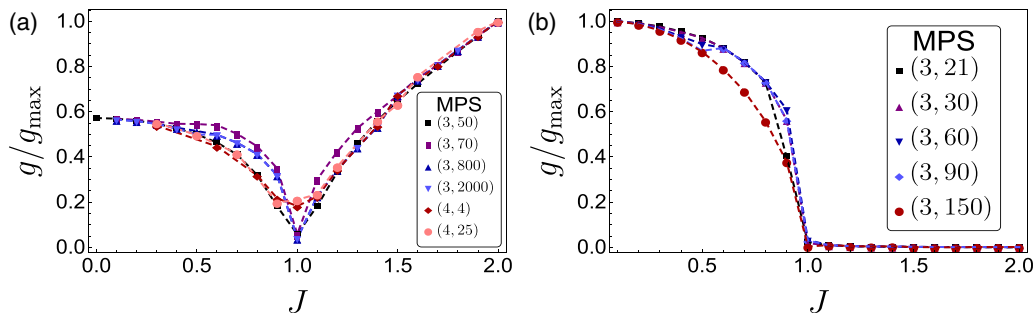 (a)
g/g_max
1.0
0.8
0.6
0.4
0.2
0.0
0.0 0.5 1.0 1.5 2.0
J
MPS
(3, 50)
(3, 70)
(3, 800)
(3, 2000)
(4, 4)
(4, 25)
(b)
g/g_max
1.0
0.8
0.6
0.4
0.2
0.0
0.5 1.0 1.5 2.0
J
MPS
(3, 21)
(3, 30)
(3, 60)
(3, 90)
(3, 150)